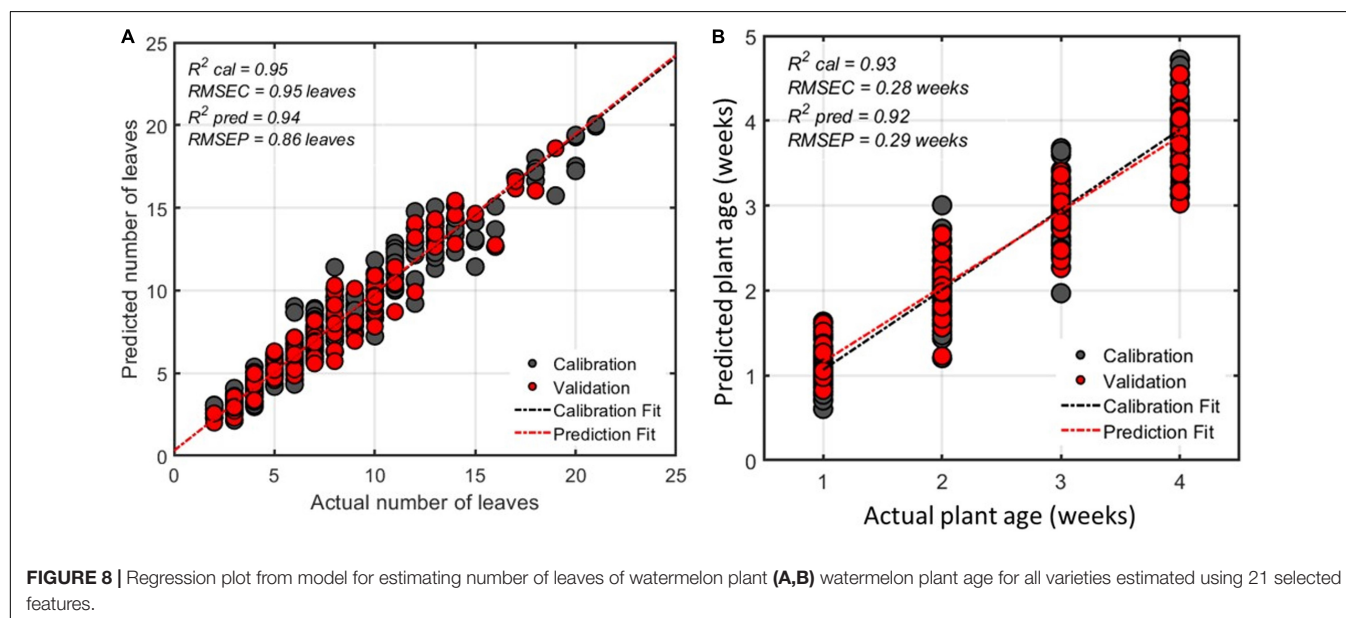 A
R² cal = 0.95
RMSEC = 0.95 leaves
R² pred = 0.94
RMSEP = 0.86 leaves
Predicted number of leaves
25
20
15
10
5
0
Calibration
Validation
Calibration Fit
Prediction Fit
0 5 10 15 20 25
Actual number of leaves
B
R² cal = 0.93
RMSEC = 0.28 weeks
R² pred = 0.92
RMSEP = 0.29 weeks
Predicted plant age (weeks)
5
4
3
2
1
0
Calibration
Validation
Calibration Fit
Prediction Fit
1 2 3 4
Actual plant age (weeks)
FIGURE 8 | Regression plot from model for estimating number of leaves of watermelon plant (A,B) watermelon plant age for all varieties estimated using 21 selected
features.